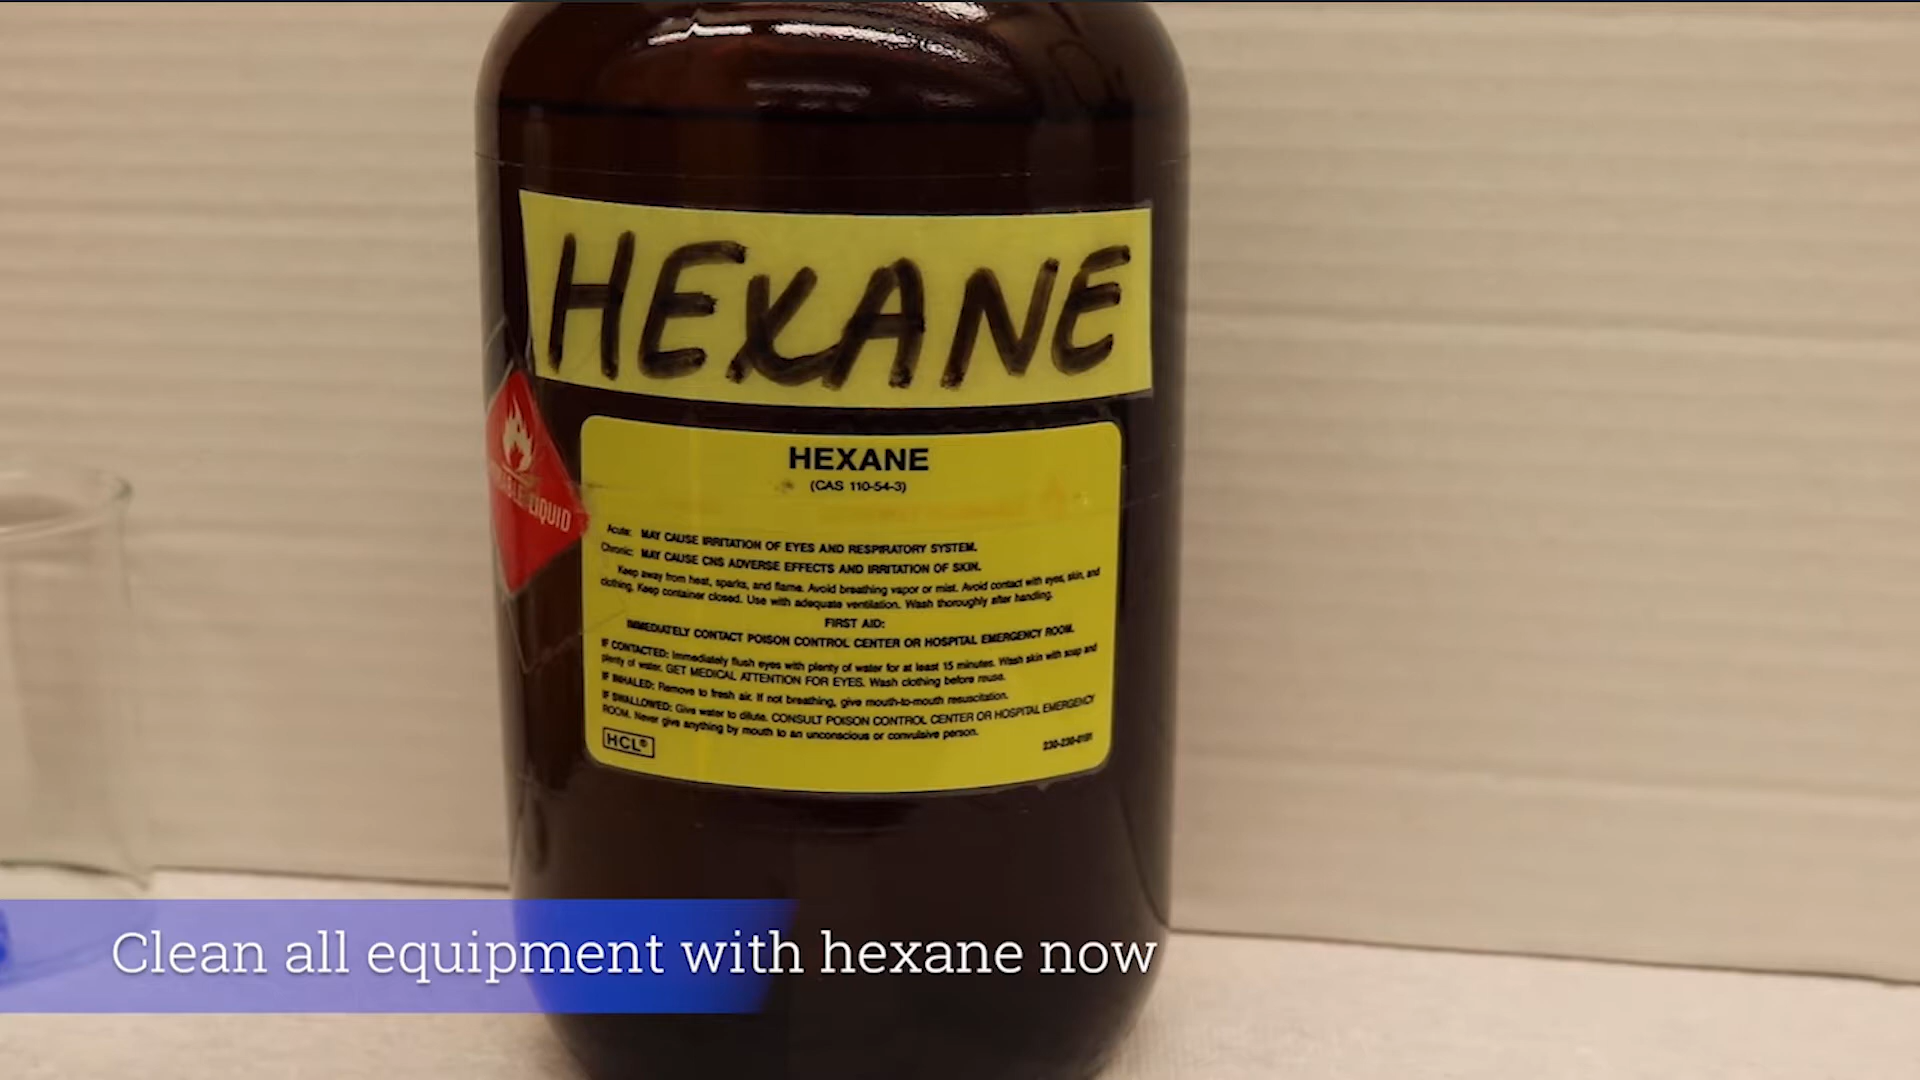 HEXANE
HEXANE
(CAS 110-54-3)
LIQUID
Acute: MAY CAUSE IRRITATION OF EYES AND RESPIRATORY SYSTEM.
Chronic: MAY CAUSE CNS ADVERSE EFFECTS AND IRRITATION OF SKIN.
Keep away from heat, sparks, and flame. Avoid breathing vapor or mist. Avoid contact with eyes, skin, and
clothing. Keep container closed. Use with adequate ventilation. Wash thoroughly after handling.
FIRST AID:
IMMEDIATELY CONTACT POISON CONTROL CENTER OR HOSPITAL EMERGENCY ROOM.
IF CONTACTED: Immediately flush eyes with plenty of water for at least 15 minutes. Wash skin with soap and
plenty of water. GET MEDICAL ATTENTION FOR EYES. Wash clothing before reuse.
IF INHALED: Remove to fresh air. If not breathing, give mouth-to-mouth resuscitation.
IF SWALLOWED: Give water to dilute. CONSULT POISON CONTROL CENTER OR HOSPITAL EMERGENCY
ROOM. Never give anything by mouth to an unconscious or convulsive person.
HCL®
Clean all equipment with hexane now